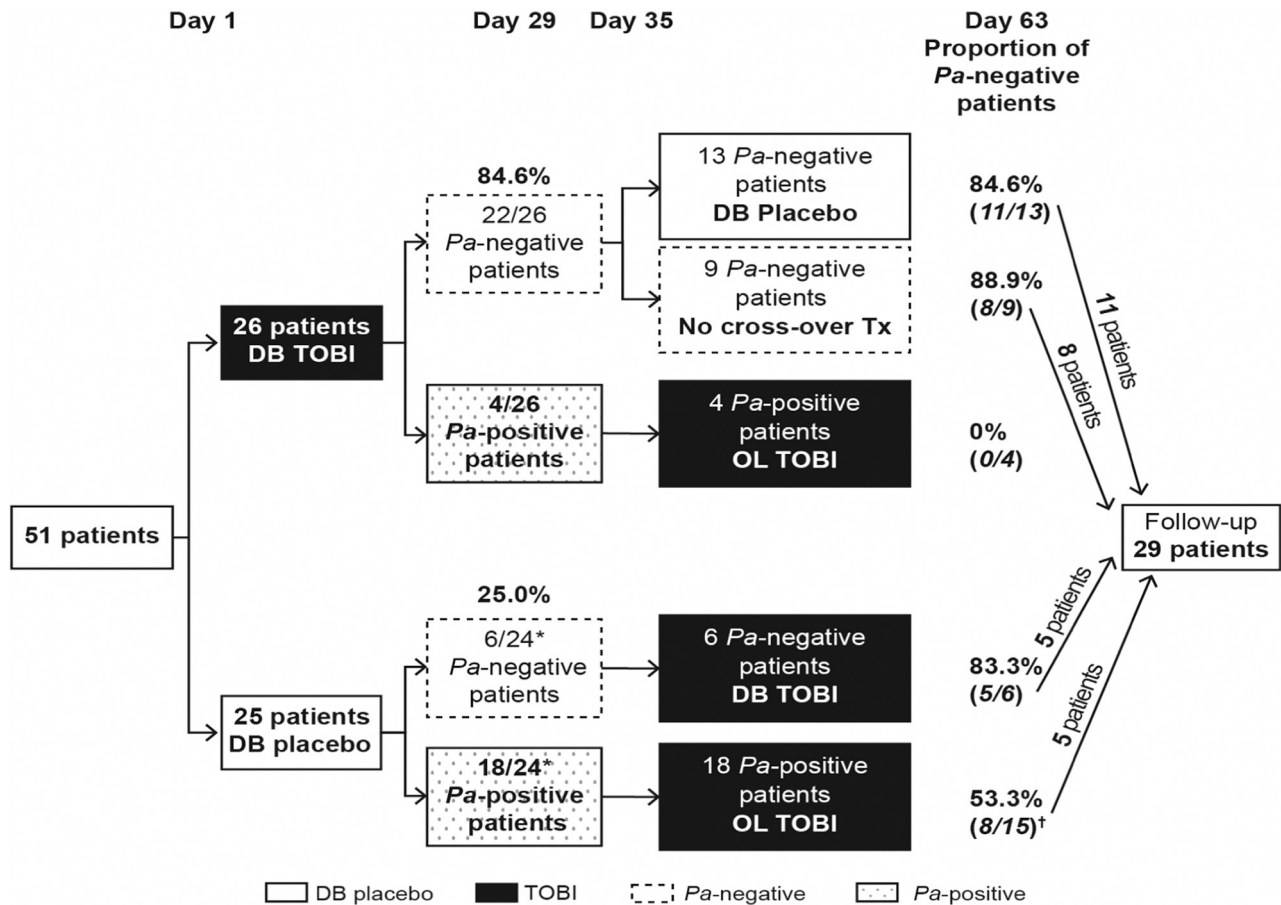 Day 1
Day 29
Day 35
Day 63
Proportion of
Pa-negative
patients
51 patients
26 patients
DB TOBI
84.6%
22/26
Pa-negative
patients
13 Pa-negative
patients
DB Placebo
84.6%
(11/13)
9 Pa-negative
patients
No cross-over Tx
88.9%
(8/9)
4/26
Pa-positive
patients
4 Pa-positive
patients
OL TOBI
0%
(0/4)
25 patients
DB placebo
25.0%
6/24*
Pa-negative
patients
6 Pa-negative
patients
DB TOBI
83.3%
(5/6)
18/24*
Pa-positive
patients
18 Pa-positive
patients
OL TOBI
53.3%
(8/15)†
11 patients
8 patients
5 patients
5 patients
Follow-up
29 patients
DB placebo
TOBI
Pa-negative
Pa-positive